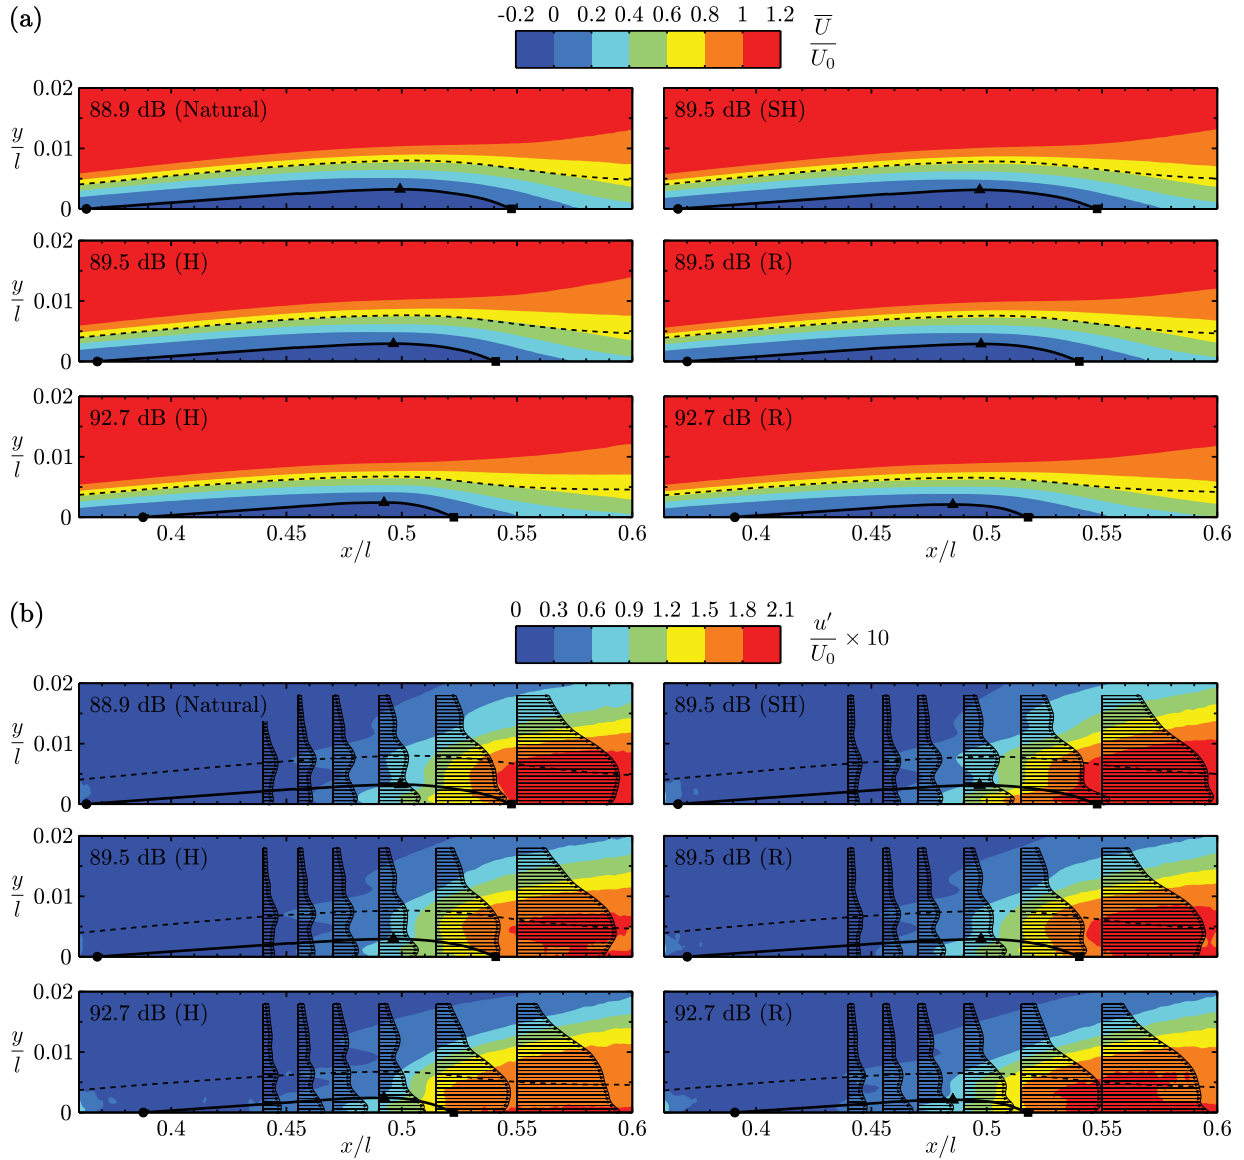 (a)
-0.2 0 0.2 0.4 0.6 0.8 1 1.2
U̅
U₀
0.02
88.9 dB (Natural)
89.5 dB (SH)
y
l
0.01
0
0.02
89.5 dB (H)
89.5 dB (R)
y
l
0.01
0
0.02
92.7 dB (H)
92.7 dB (R)
y
l
0.01
0
0.4 0.45 0.5 0.55 0.6
0.4 0.45 0.5 0.55 0.6
x/l
x/l
(b)
0 0.3 0.6 0.9 1.2 1.5 1.8 2.1
u′
U₀
× 10
0.02
88.9 dB (Natural)
89.5 dB (SH)
y
l
0.01
0
0.02
89.5 dB (H)
89.5 dB (R)
y
l
0.01
0
0.02
92.7 dB (H)
92.7 dB (R)
y
l
0.01
0
0.4 0.45 0.5 0.55 0.6
0.4 0.45 0.5 0.55 0.6
x/l
x/l